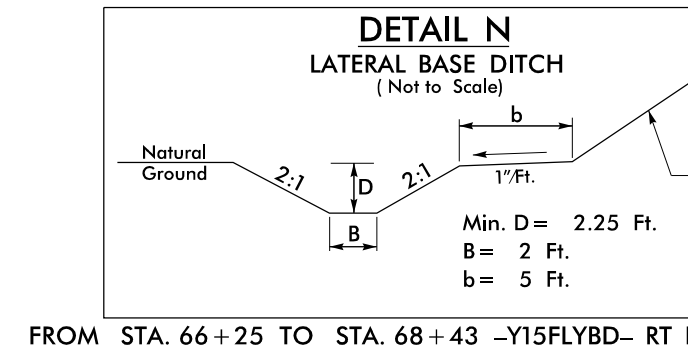 DETAIL N
LATERAL BASE DITCH
( Not to Scale)
b
Natural
Ground
2:1
D
2:1
1"/Ft.
B
Min. D = 2.25 Ft.
B = 2 Ft.
b = 5 Ft.
FROM STA. 66+25 TO STA. 68+43 -Y15FLYBD- RT